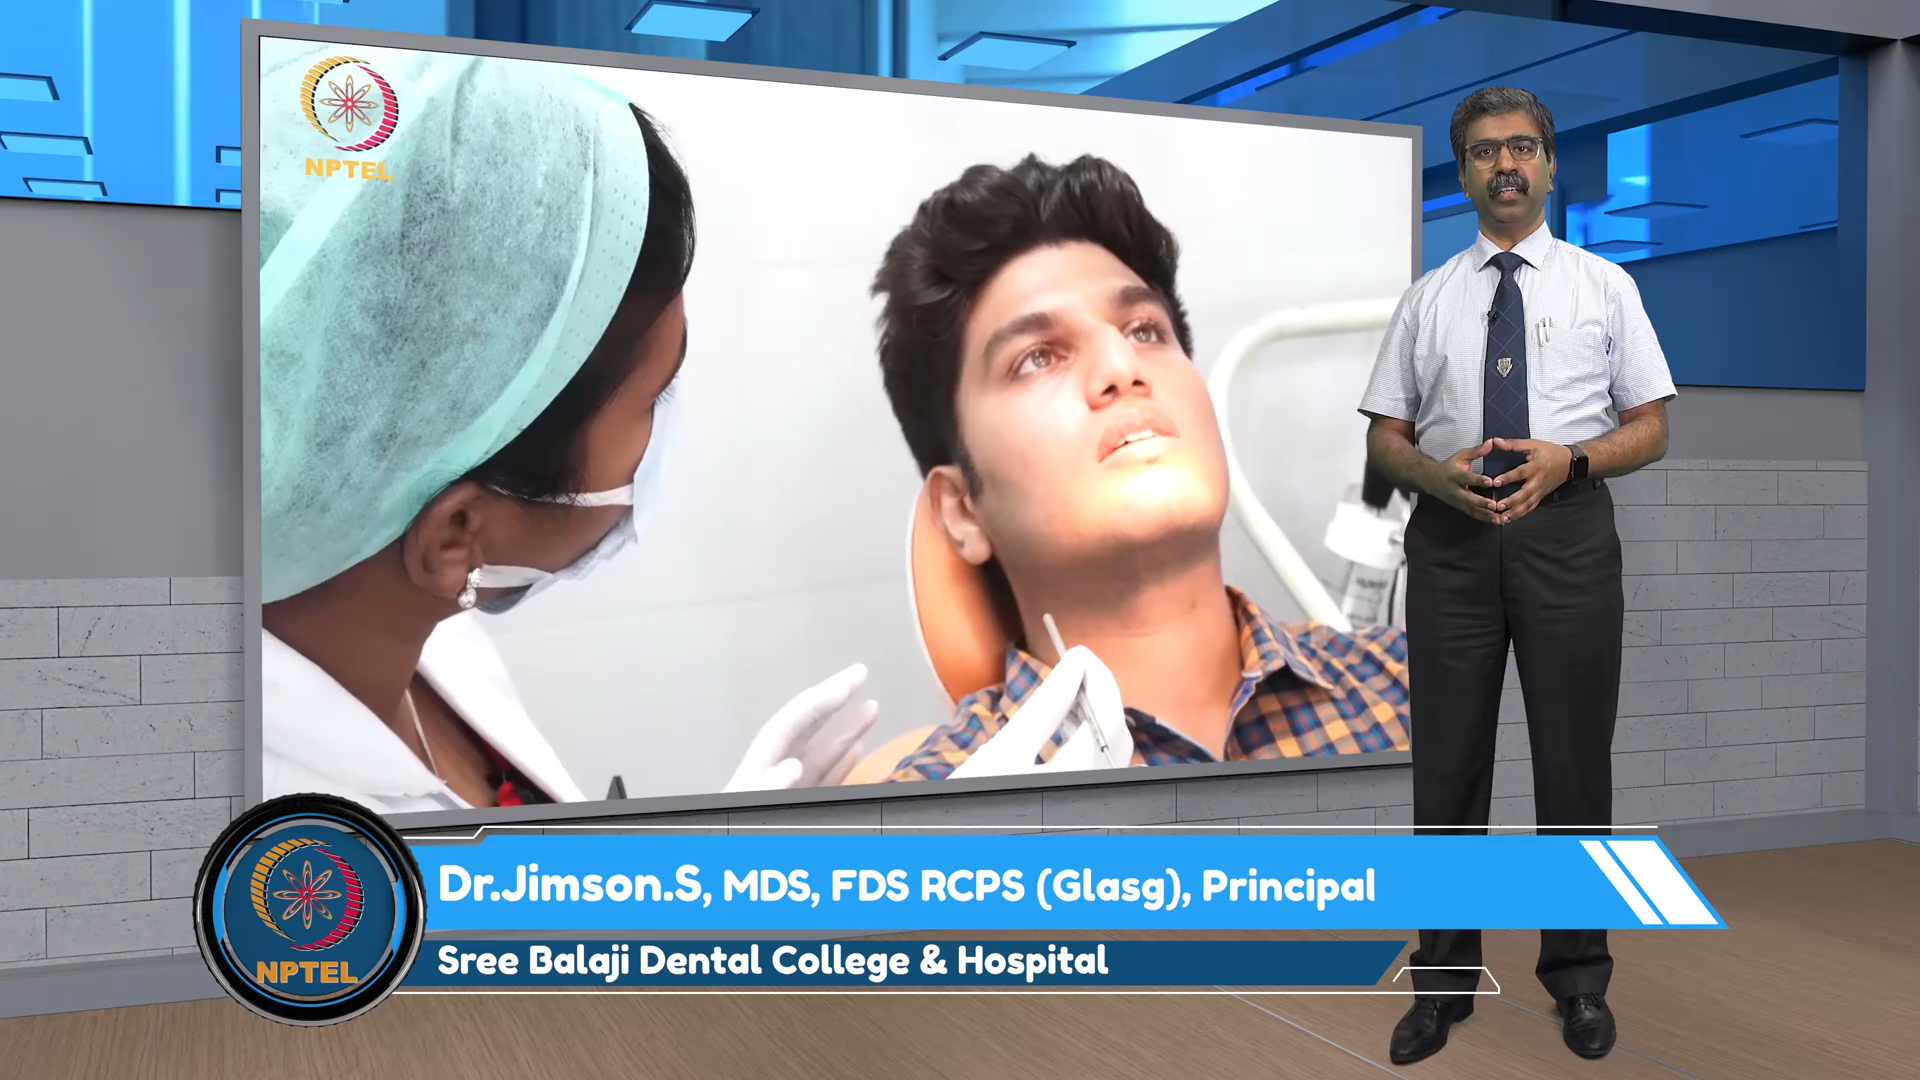 NPTEL
Dr.Jimson.S, MDS, FDS RCPS (Glasg), Principal
Sree Balaji Dental College & Hospital
NPTEL